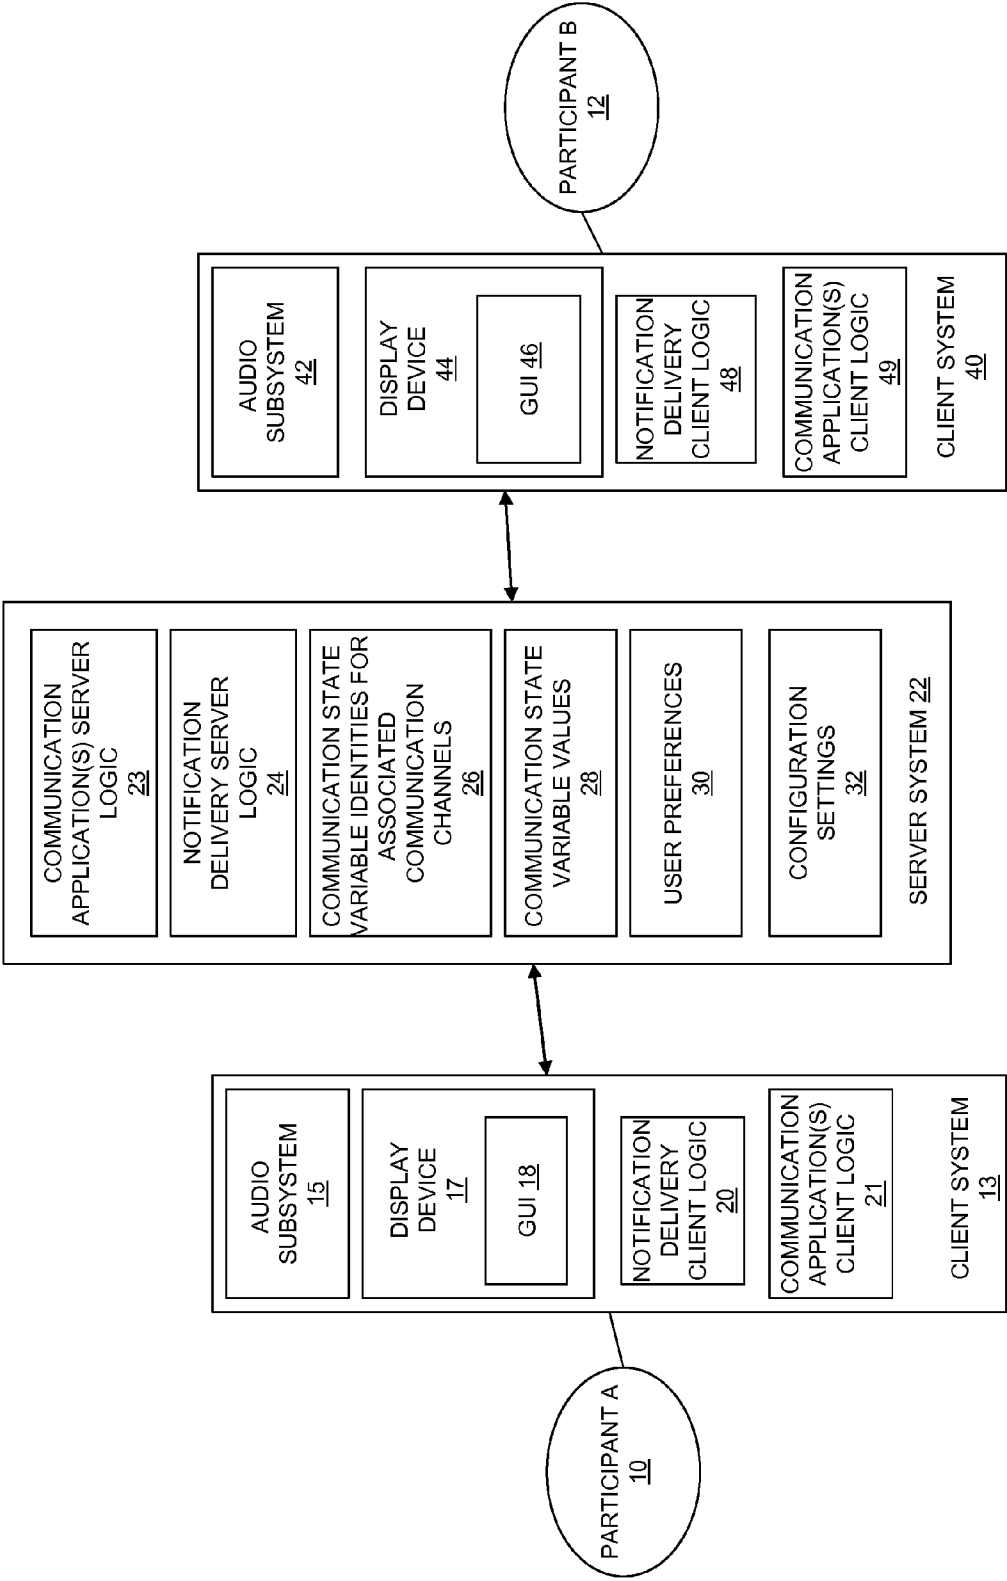 PARTICIPANT A
10
AUDIO
SUBSYSTEM
15
DISPLAY
DEVICE
17
GUI 18
NOTIFICATION
DELIVERY
CLIENT LOGIC
20
COMMUNICATION
APPLICATION(S)
CLIENT LOGIC
21
CLIENT SYSTEM
13
COMMUNICATION
APPLICATION(S) SERVER
LOGIC
23
NOTIFICATION
DELIVERY SERVER
LOGIC
24
COMMUNICATION STATE
VARIABLE IDENTITIES FOR
ASSOCIATED
COMMUNICATION
CHANNELS
26
COMMUNICATION STATE
VARIABLE VALUES
28
USER PREFERENCES
30
CONFIGURATION
SETTINGS
32
SERVER SYSTEM 22
AUDIO
SUBSYSTEM
42
DISPLAY
DEVICE
44
GUI 46
NOTIFICATION
DELIVERY
CLIENT LOGIC
48
COMMUNICATION
APPLICATION(S)
CLIENT LOGIC
49
CLIENT SYSTEM
40
PARTICIPANT B
12